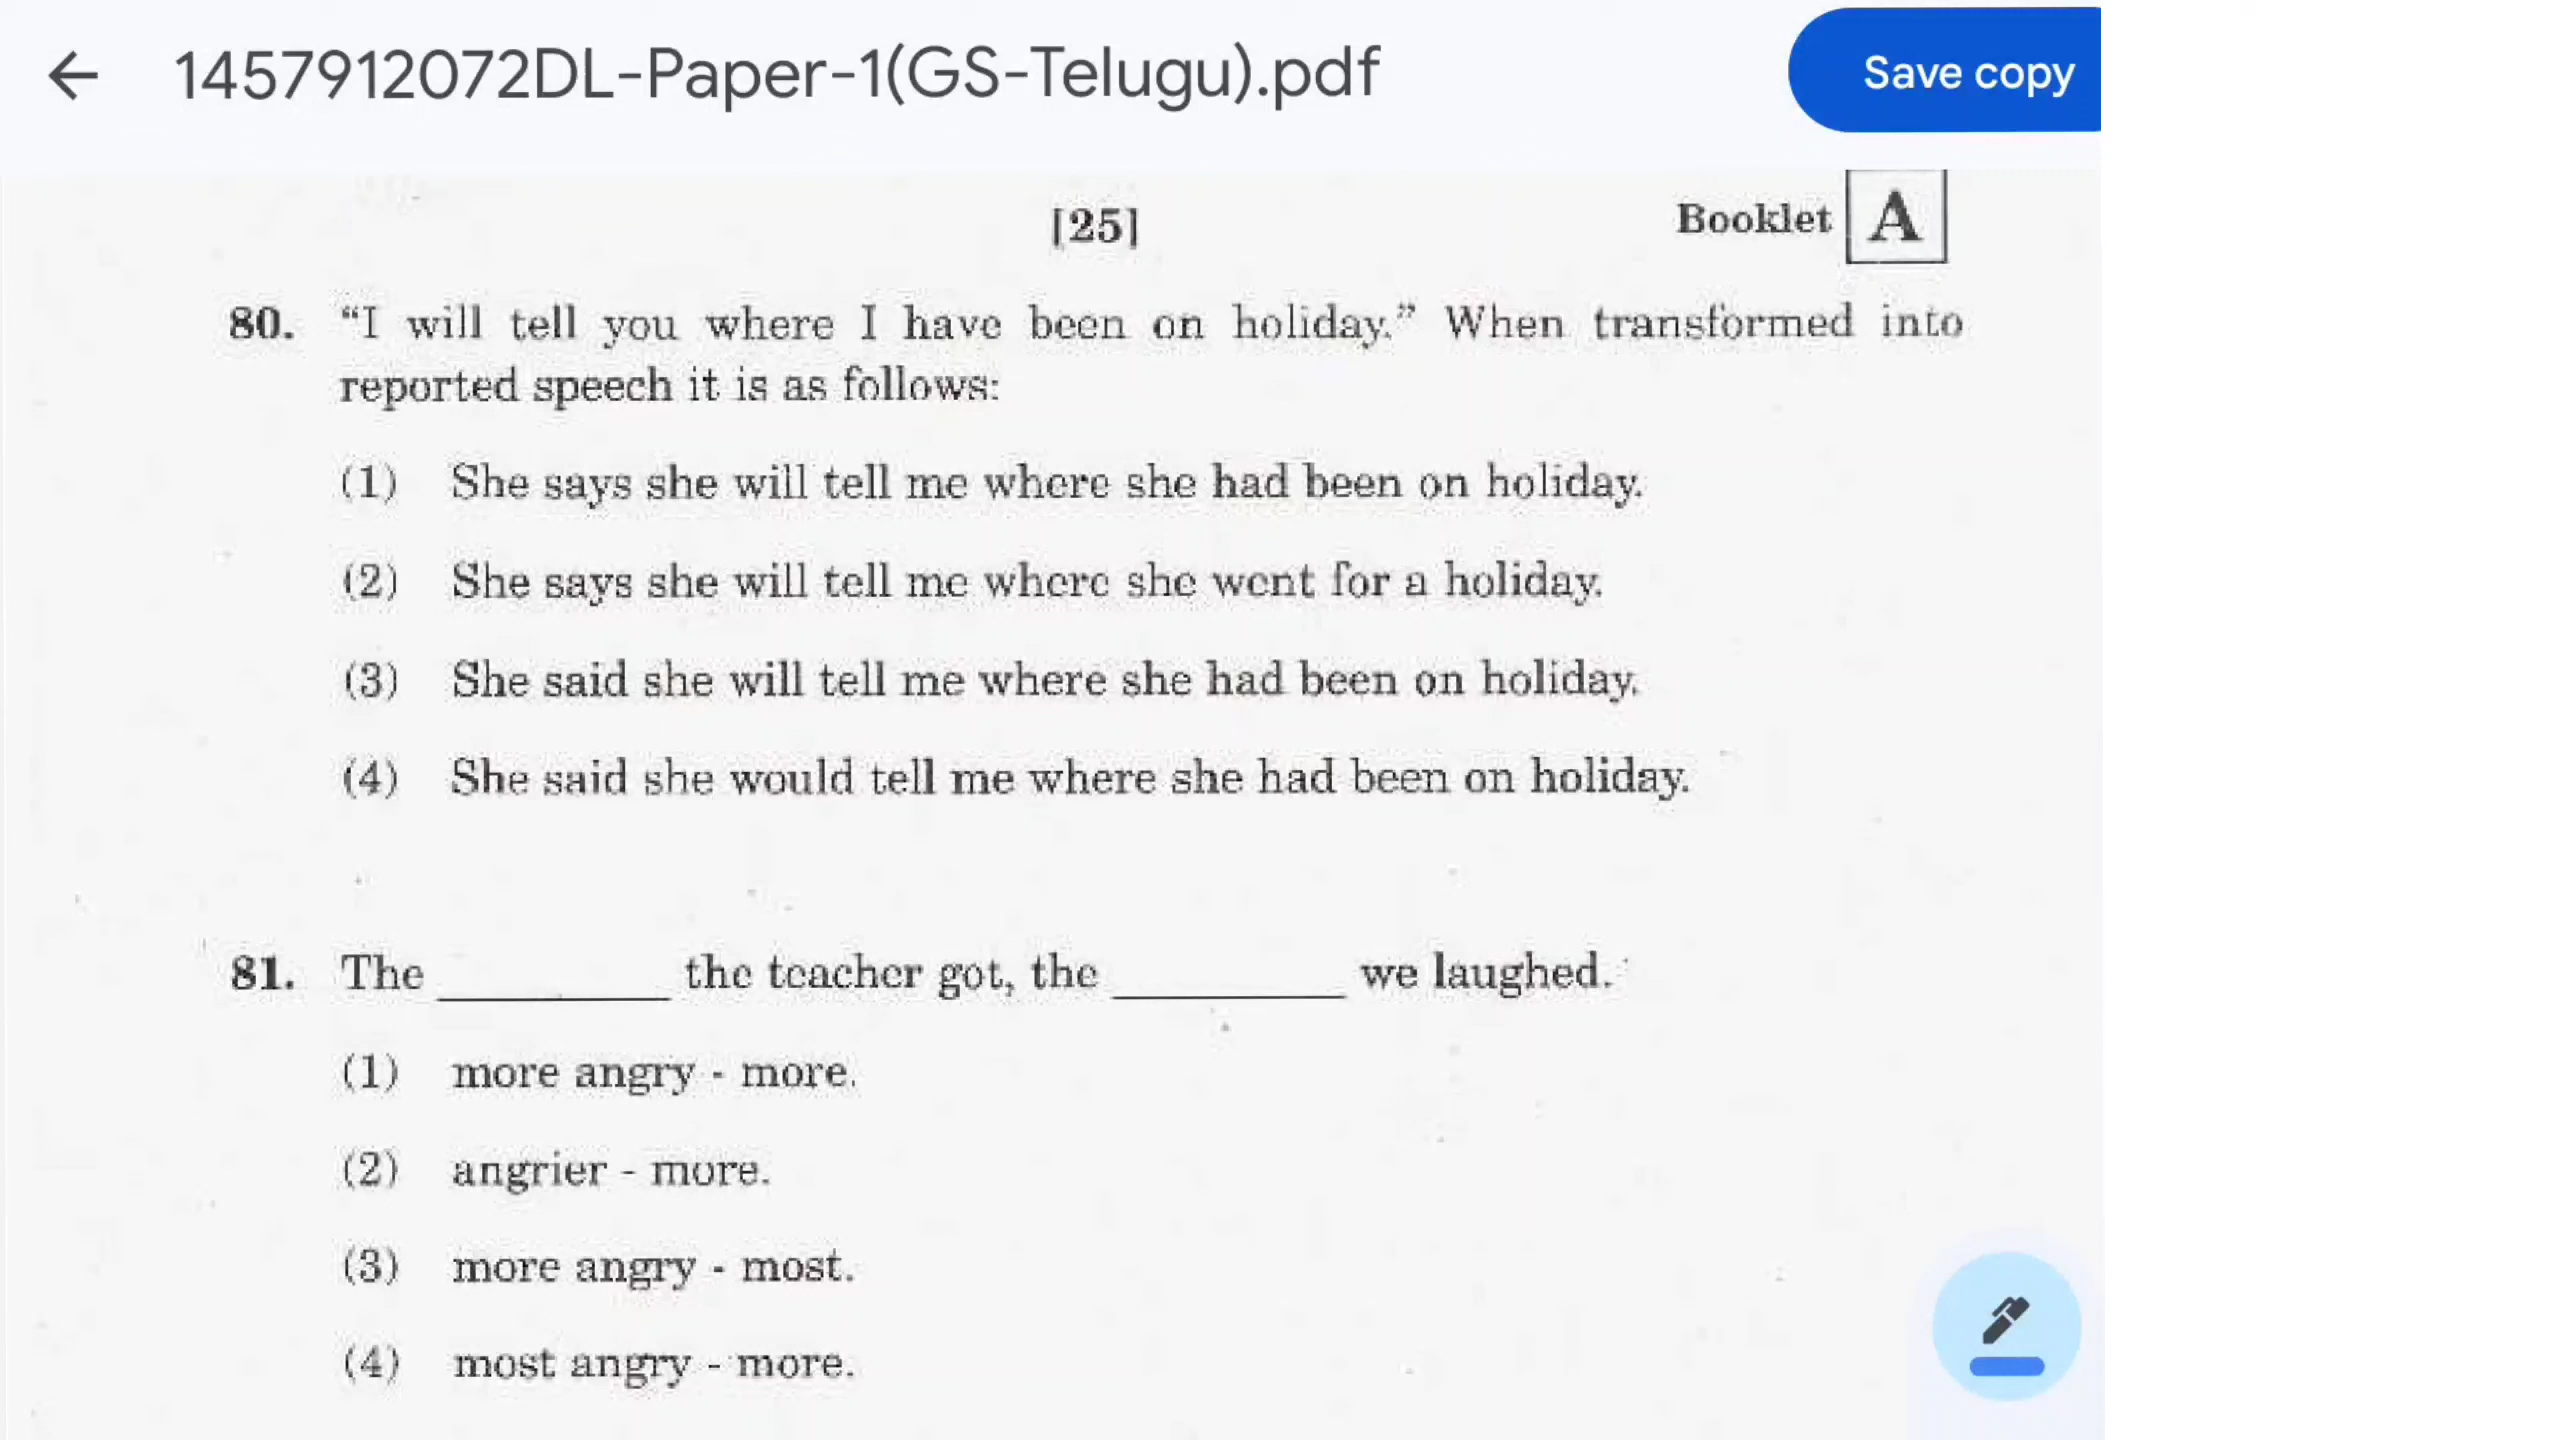 1457912072DL-Paper-1(GS-Telugu).pdf
Save copy
[25]
Booklet A
80. “I will tell you where I have been on holiday.” When transformed into
reported speech it is as follows:
(1) She says she will tell me where she had been on holiday.
(2) She says she will tell me where she went for a holiday.
(3) She said she will tell me where she had been on holiday.
(4) She said she would tell me where she had been on holiday.
81. The ________ the teacher got, the ________ we laughed.
(1) more angry - more.
(2) angrier - more.
(3) more angry - most.
(4) most angry - more.